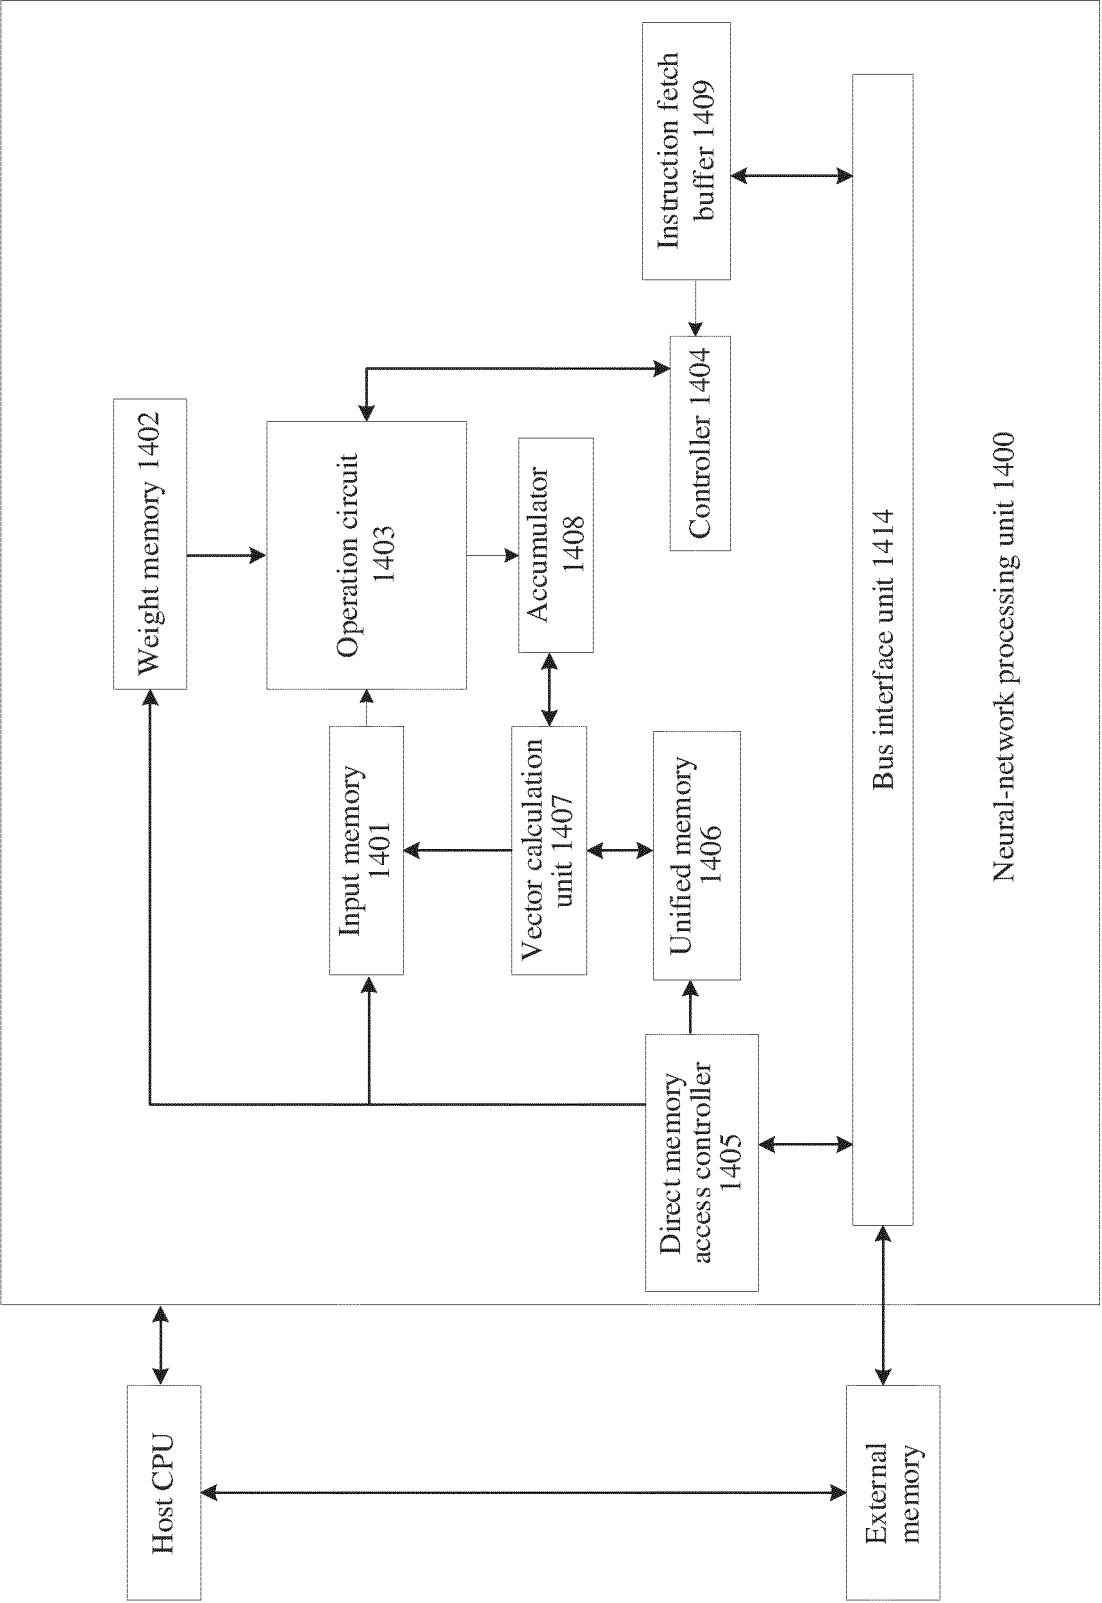 Host CPU
External
memory
Neural-network processing unit 1400
Weight memory 1402
Input memory
1401
Operation circuit
1403
Vector calculation
unit 1407
Accumulator
1408
Direct memory
access controller
1405
Unified memory
1406
Controller 1404
Instruction fetch
buffer 1409
Bus interface unit 1414